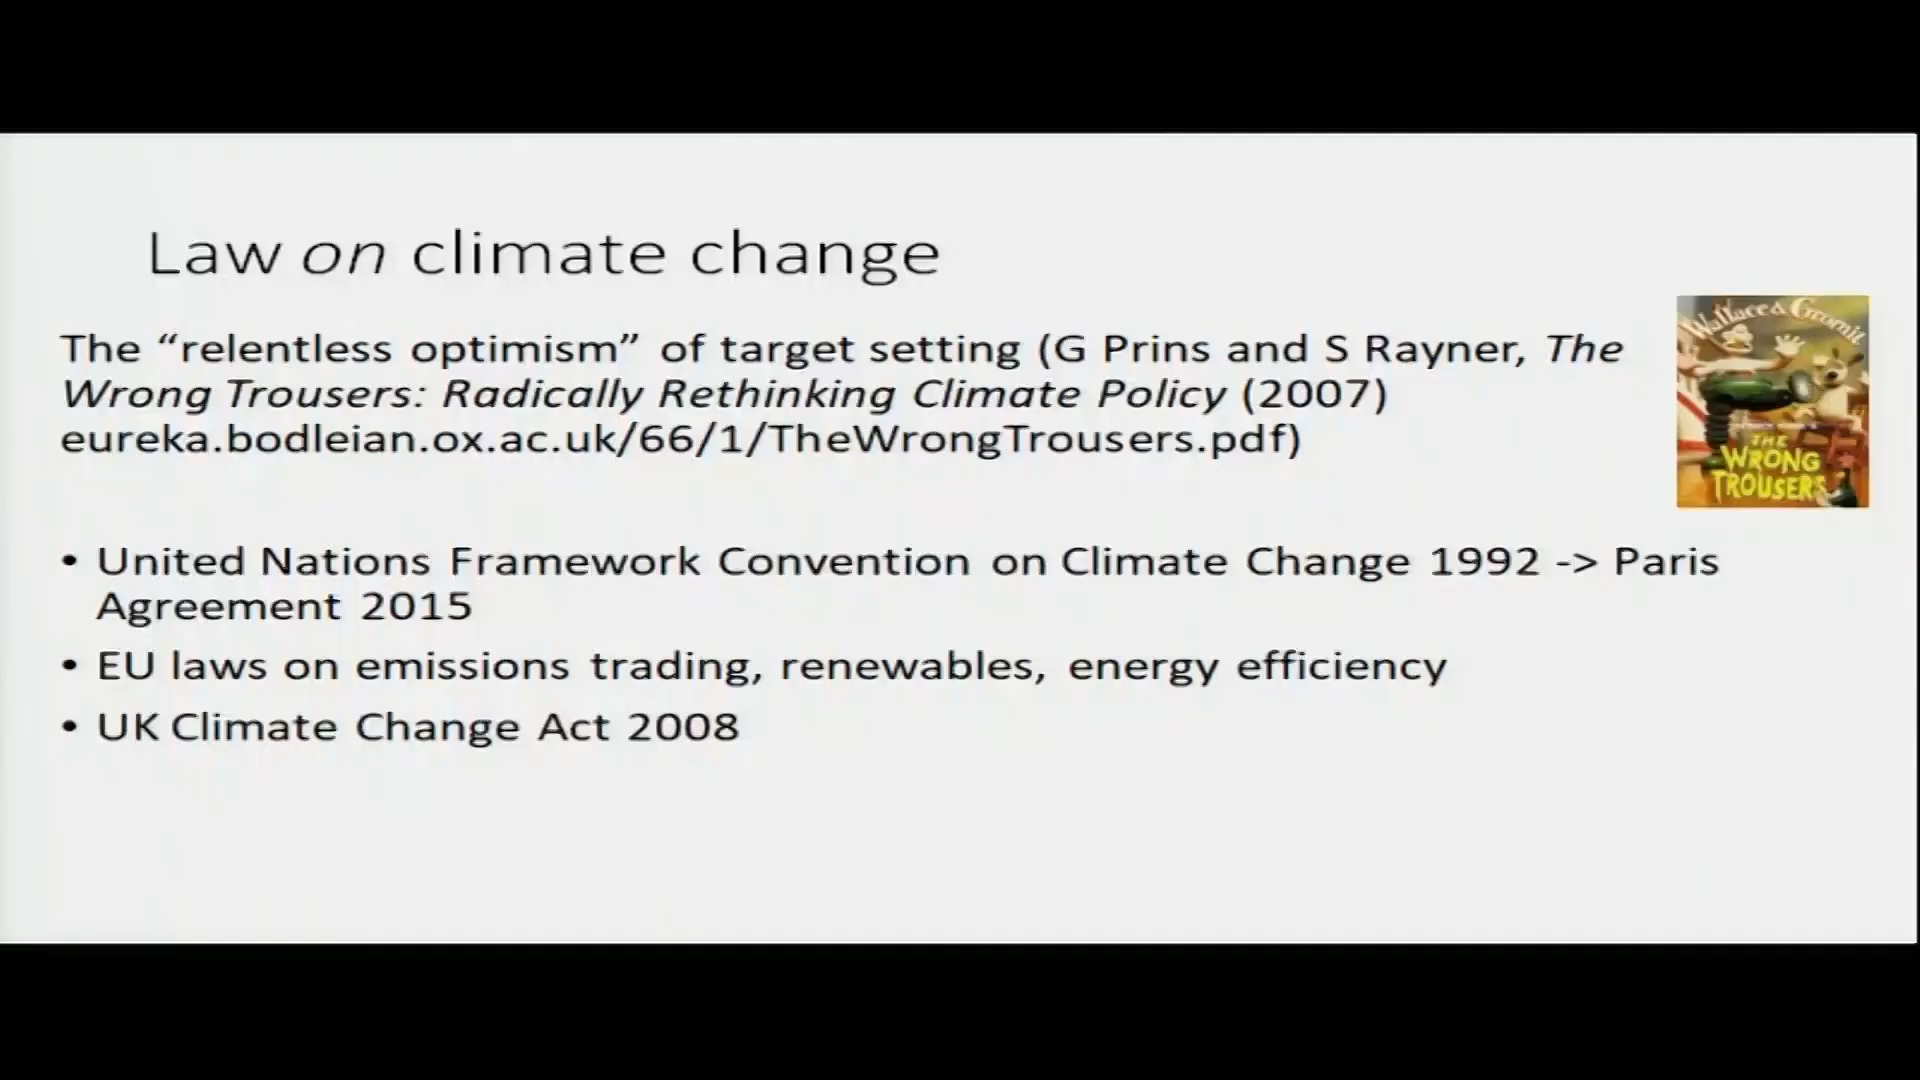 Law on climate change
The “relentless optimism” of target setting (G Prins and S Rayner, The
Wrong Trousers: Radically Rethinking Climate Policy (2007)
eureka.bodleian.ox.ac.uk/66/1/TheWrongTrousers.pdf)
Wallace & Gromit
THE
WRONG
TROUSERS
• United Nations Framework Convention on Climate Change 1992 -> Paris
Agreement 2015
• EU laws on emissions trading, renewables, energy efficiency
• UK Climate Change Act 2008